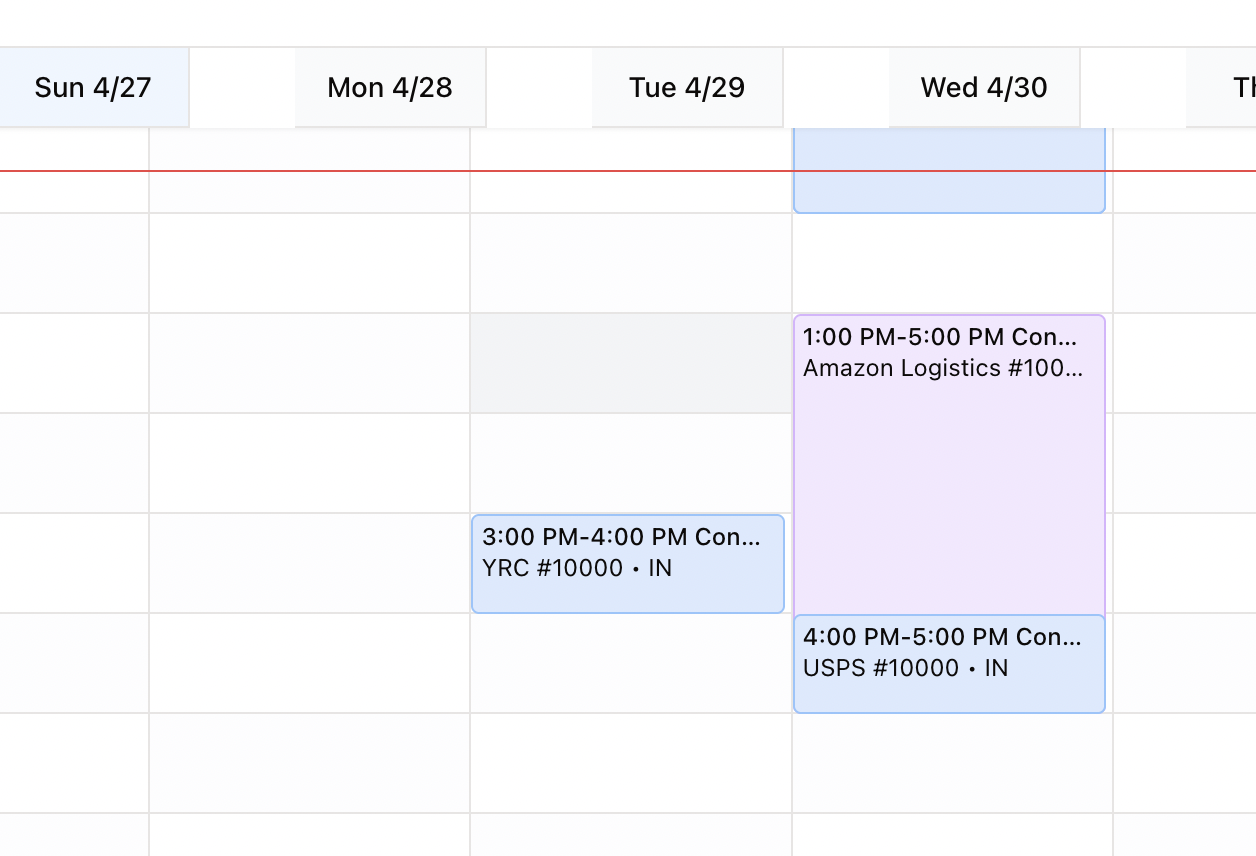 Sun 4/27
Mon 4/28
Tue 4/29
Wed 4/30
1:00 PM-5:00 PM Con...
Amazon Logistics #100...
3:00 PM-4:00 PM Con...
YRC #10000 • IN
4:00 PM-5:00 PM Con...
USPS #10000 • IN